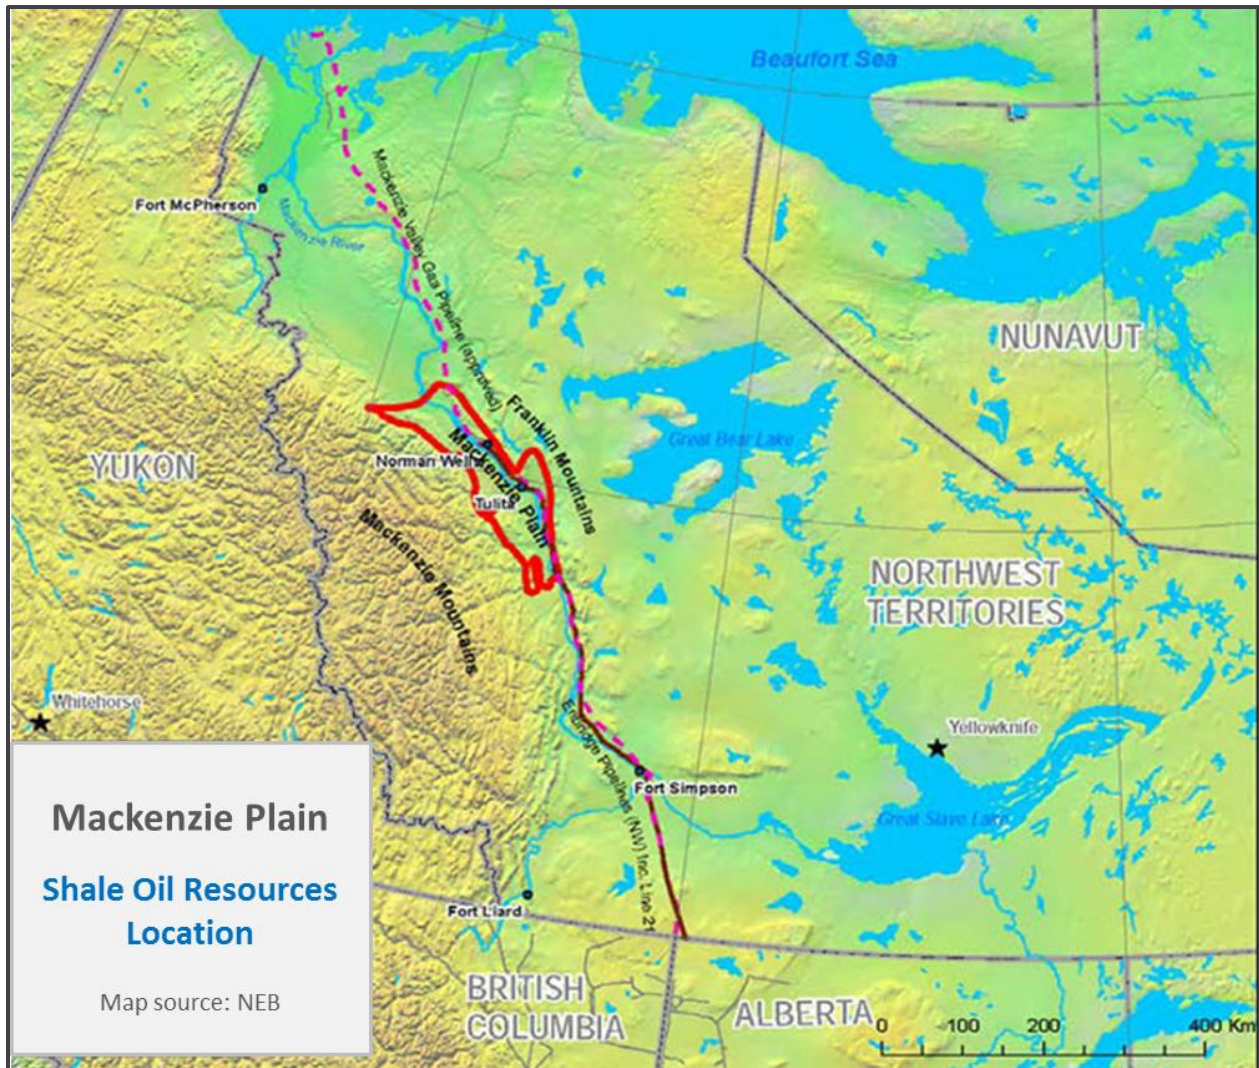 Beaufort Sea
Fort McPherson
Mackenzie River
Mackenzie Valley Gas Pipeline (approved)
NUNAVUT
Franklin Mountains
Great Bear Lake
YUKON
Norman Wells
Mackenzie Plain
Tulita
Mackenzie Mountains
NORTHWEST
TERRITORIES
Whitehorse
Yellowknife
Enbridge Pipelines (NW) Inc. Line 21
Fort Simpson
Great Slave Lake
Mackenzie Plain
Shale Oil Resources
Location
Map source: NEB
Fort Liard
BRITISH
COLUMBIA
ALBERTA
0 100 200 400 Km